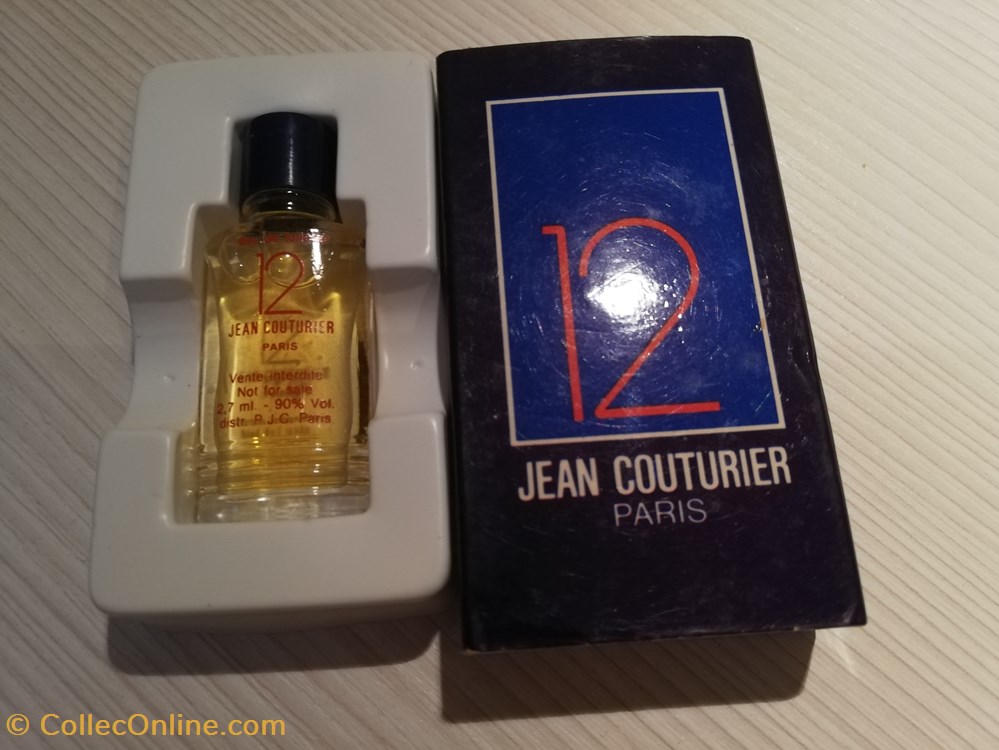 12
JEAN COUTURIER
PARIS
Vente interdite
Not for sale
2,7 ml. - 90% Vol.
distr. P.J.C. Paris
12
JEAN COUTURIER
PARIS
© CollecOnline.com